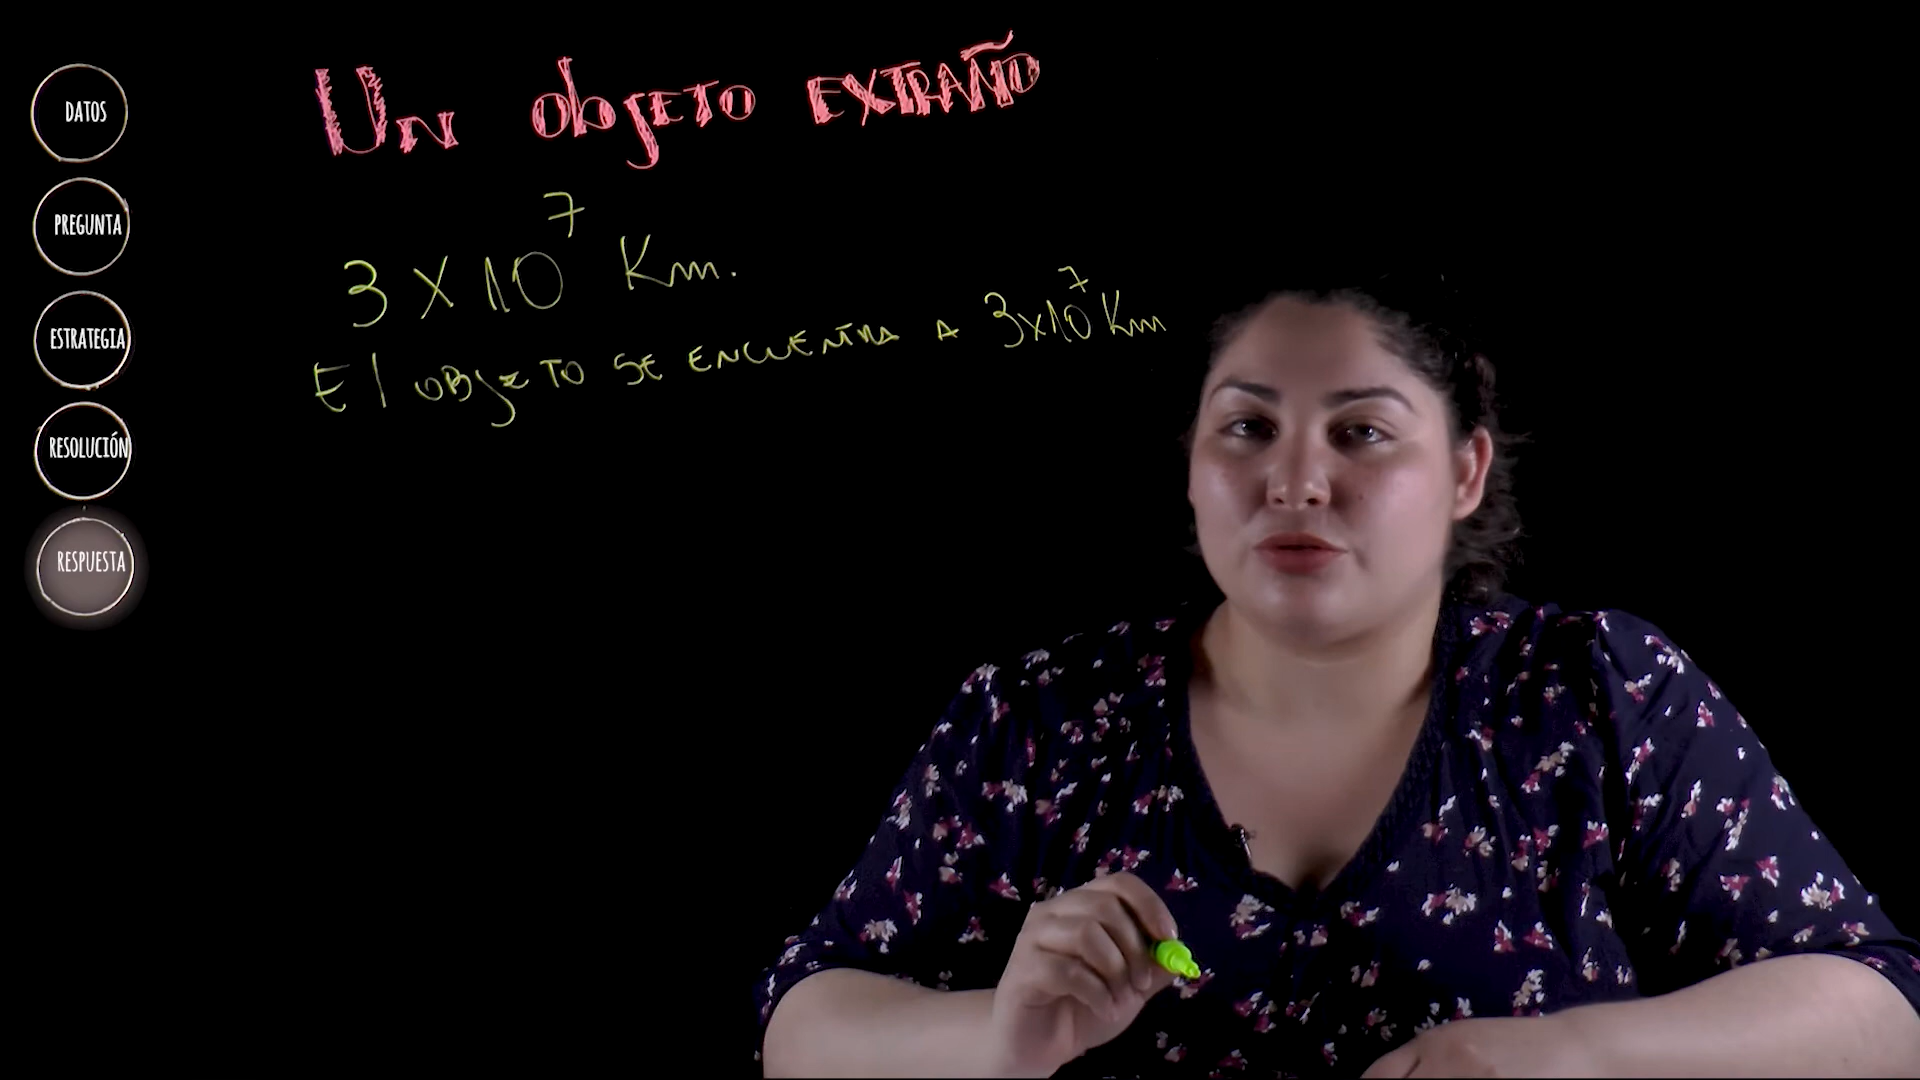 DATOS
PREGUNTA
ESTRATEGIA
RESOLUCIÓN
RESPUESTA
Un objeto EXTRAÑO
3 x 10⁷ Km.
El objeto se encuentra a 3x10⁷ Km